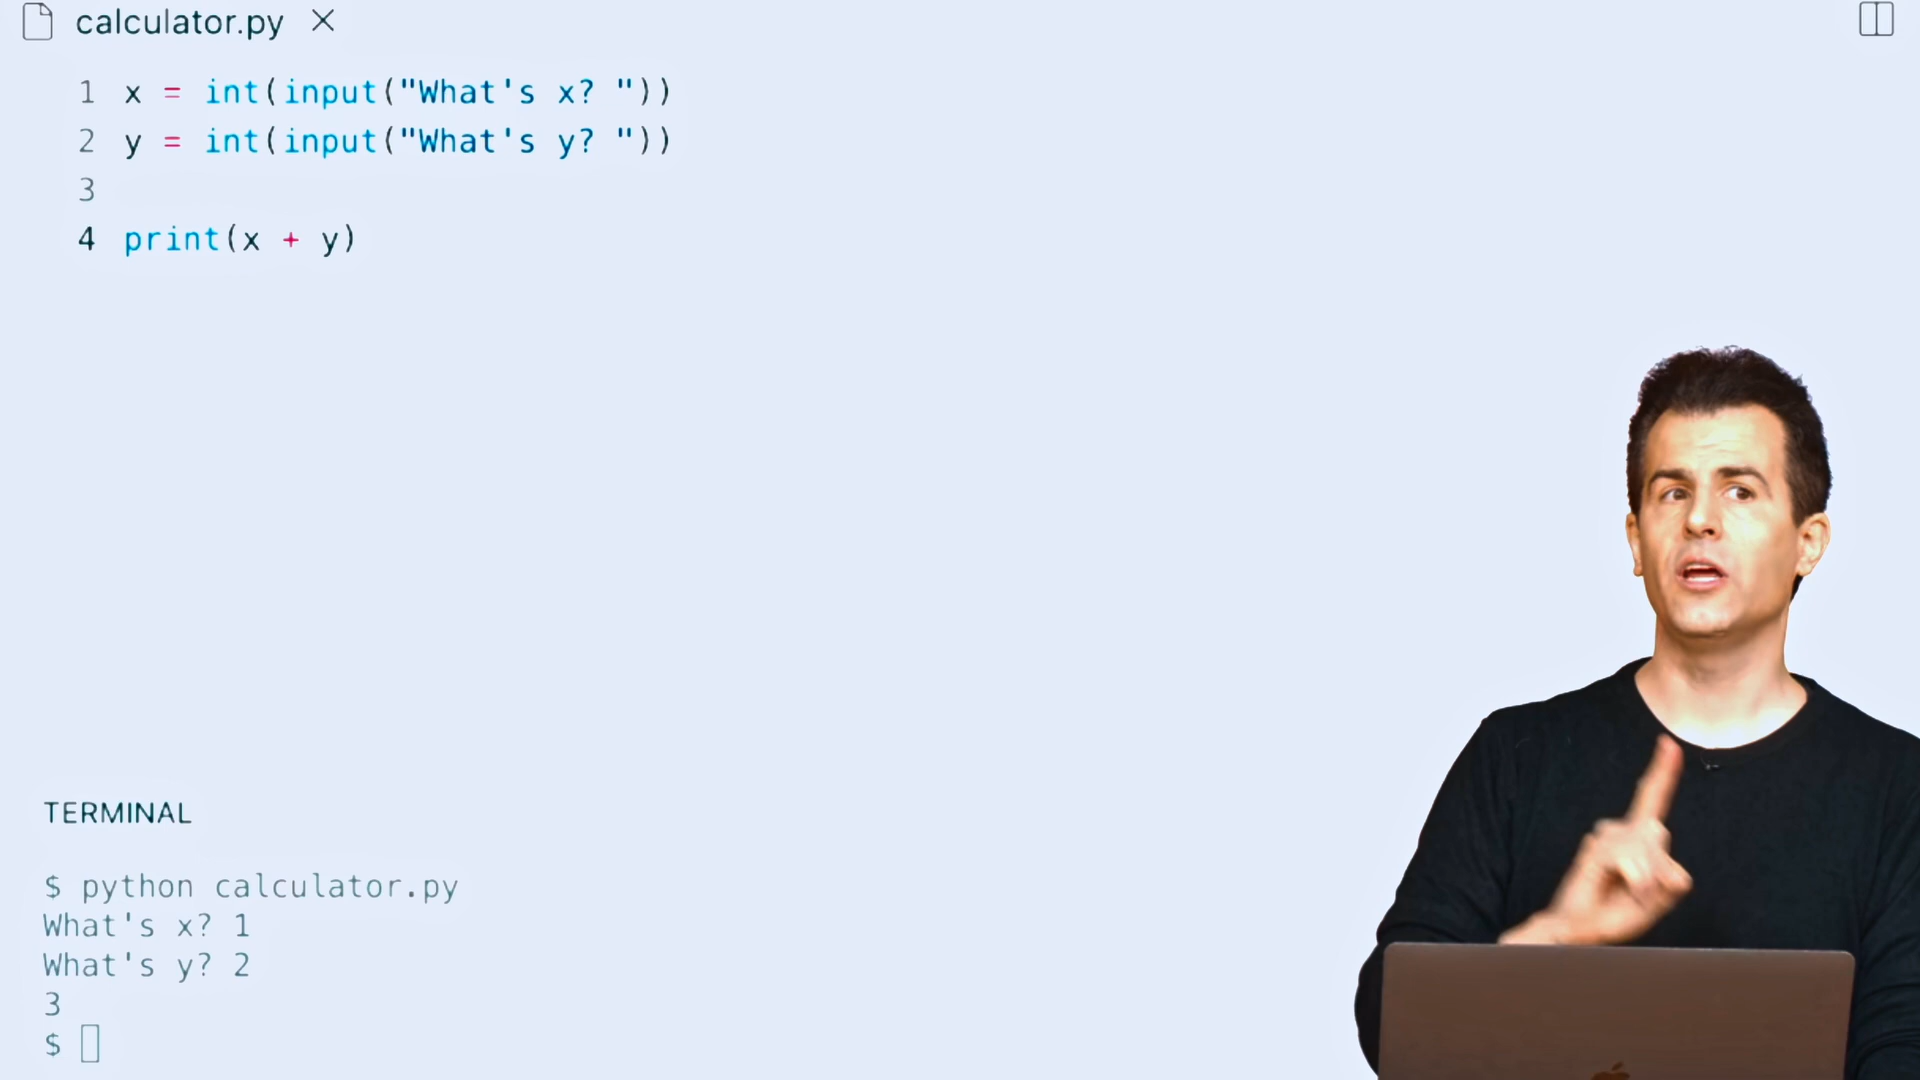 calculator.py
1 x = int(input("What's x? "))
2 y = int(input("What's y? "))
3
4 print(x + y)
TERMINAL
$ python calculator.py
What's x? 1
What's y? 2
3
$